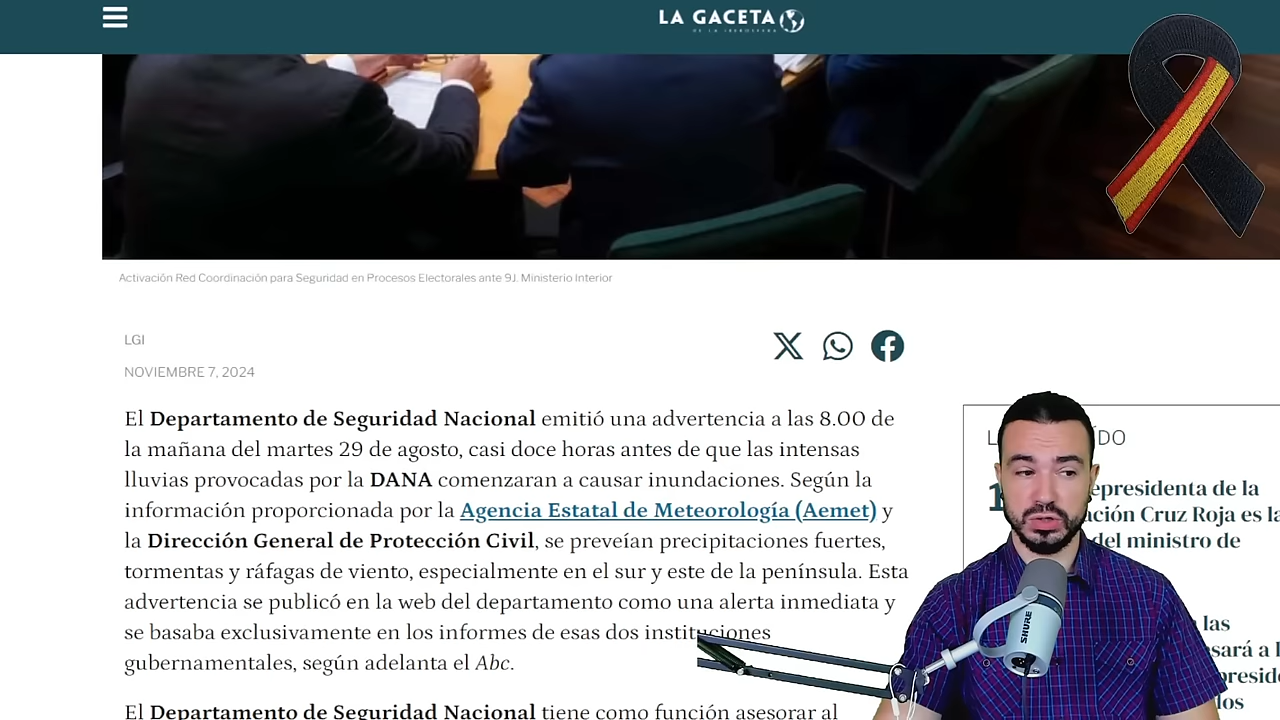 LA GACETA
DE LA IBEROSFERA
Activación Red Coordinación para Seguridad en Procesos Electorales ante 9J. Ministerio Interior
LGI
NOVIEMBRE 7, 2024
El Departamento de Seguridad Nacional emitió una advertencia a las 8.00 de
la mañana del martes 29 de agosto, casi doce horas antes de que las intensas
lluvias provocadas por la DANA comenzaran a causar inundaciones. Según la
información proporcionada por la Agencia Estatal de Meteorología (Aemet) y
la Dirección General de Protección Civil, se preveían precipitaciones fuertes,
tormentas y ráfagas de viento, especialmente en el sur y este de la península. Esta
advertencia se publicó en la web del departamento como una alerta inmediata y
se basaba exclusivamente en los informes de esas dos instituciones
gubernamentales, según adelanta el Abc.
El Departamento de Seguridad Nacional tiene como función asesorar al
1
epresidenta de la
ación Cruz Roja es la
del ministro de
las
presid
los
SHURE